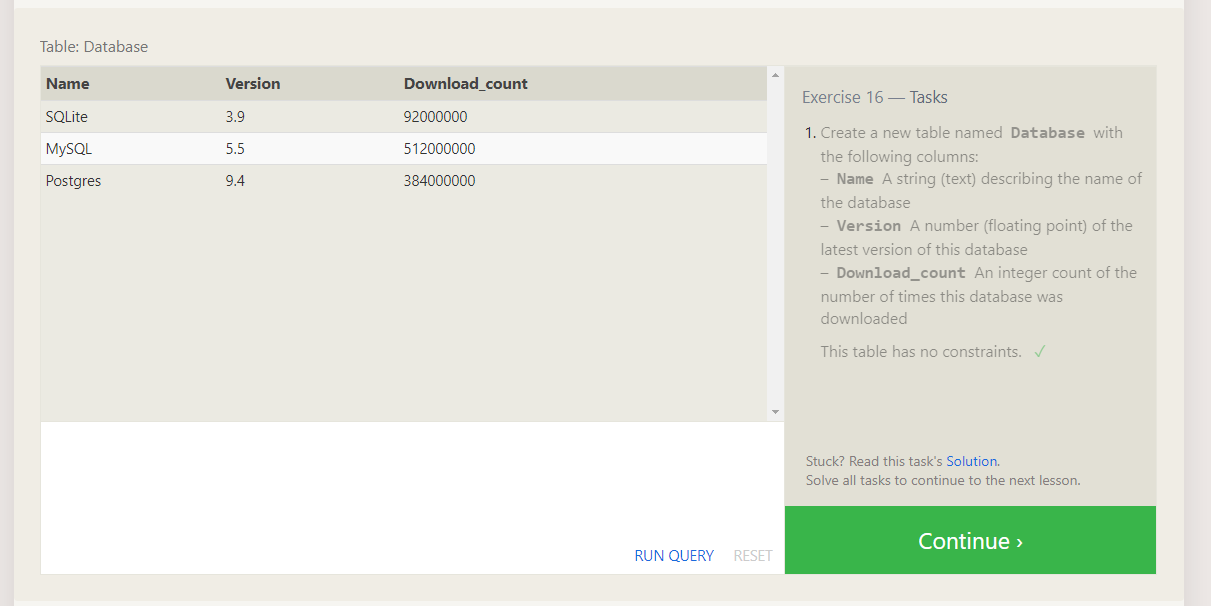 Table: Database
Name Version Download_count
SQLite 3.9 92000000
MySQL 5.5 512000000
Postgres 9.4 384000000
RUN QUERY RESET
Exercise 16 — Tasks
1. Create a new table named Database with
the following columns:
– Name A string (text) describing the name of
the database
– Version A number (floating point) of the
latest version of this database
– Download_count An integer count of the
number of times this database was
downloaded
This table has no constraints. ✓
Stuck? Read this task's Solution.
Solve all tasks to continue to the next lesson.
Continue ›